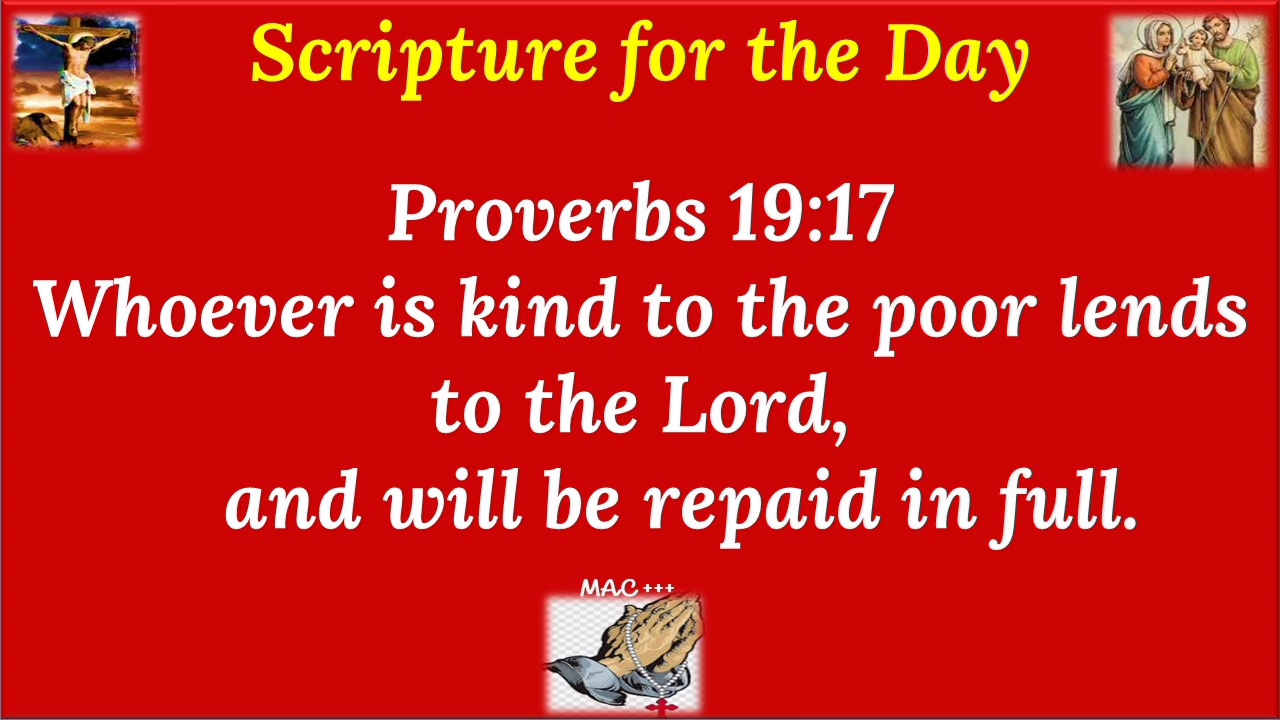 Scripture for the Day
Proverbs 19:17
Whoever is kind to the poor lends
to the Lord,
and will be repaid in full.
MAC +++